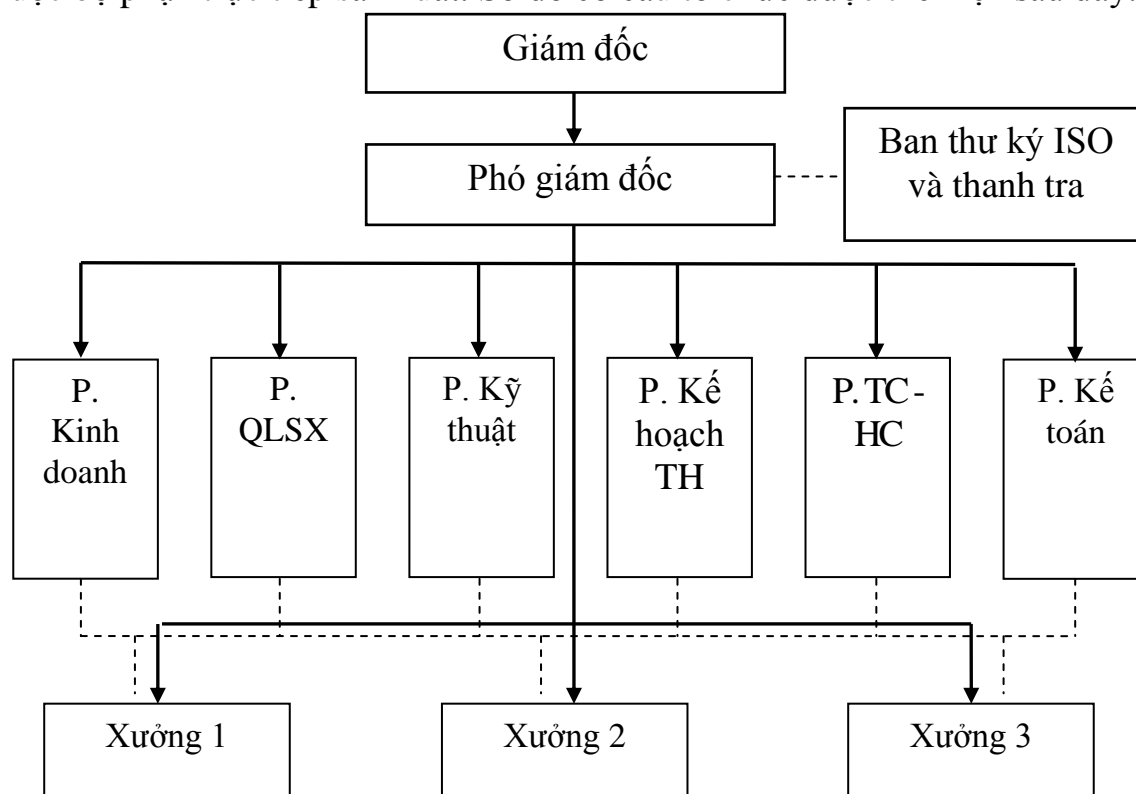 Giám đốc
Phó giám đốc
Ban thư ký ISO
và thanh tra
P.
Kinh
doanh
P.
QLSX
P. Kỹ
thuật
P. Kế
hoạch
TH
P. TC -
HC
P. Kế
toán
Xưởng 1
Xưởng 2
Xưởng 3